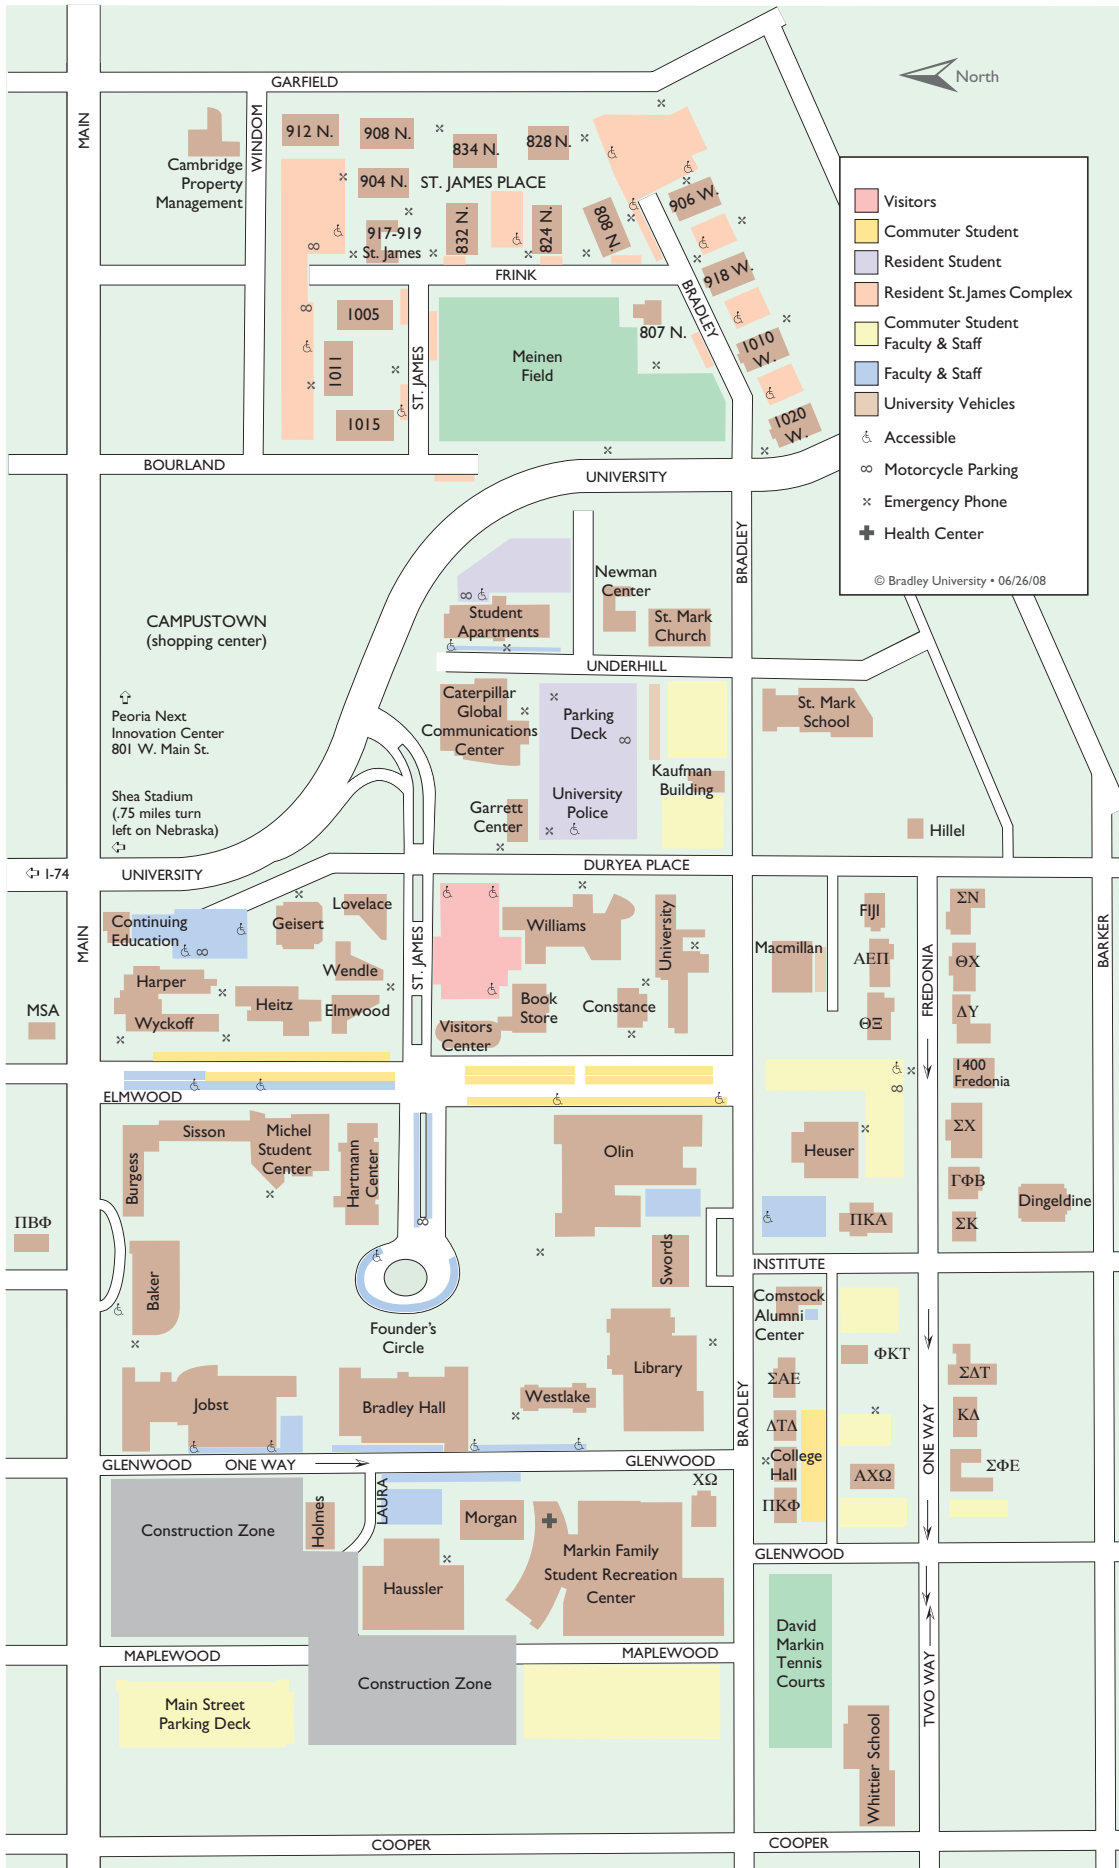 GARFIELD
North
MAIN
WINDOM
912 N.
908 N.
834 N.
828 N.
Cambridge
Property
Management
904 N.
ST. JAMES PLACE
906 W.
917-919
St. James
832 N.
824 N.
808 N.
FRINK
918 W.
BRADLEY
1005
807 N.
1010
W.
1011
ST. JAMES
Meinen
Field
1015
1020
W.
BOURLAND
UNIVERSITY
Visitors
Commuter Student
Resident Student
Resident St.James Complex
Commuter Student
Faculty & Staff
Faculty & Staff
University Vehicles
Accessible
Motorcycle Parking
Emergency Phone
Health Center
© Bradley University • 06/26/08
BRADLEY
Newman
Center
CAMPUSTOWN
(shopping center)
Student
Apartments
St. Mark
Church
UNDERHILL
Peoria Next
Innovation Center
801 W. Main St.
Caterpillar
Global
Communications
Center
Parking
Deck
St. Mark
School
Kaufman
Building
Shea Stadium
(.75 miles turn
left on Nebraska)
Garrett
Center
University
Police
Hillel
I-74
UNIVERSITY
DURYEA PLACE
MAIN
Continuing
Education
Geisert
Lovelace
Williams
University
FIJI
ΣΝ
BARKER
Macmillan
ΑΕΠ
ΘΧ
FREDONIA
ST. JAMES
Harper
Wendle
Heitz
Elmwood
Book
Store
Constance
MSA
Wyckoff
Visitors
Center
ΘΞ
ΔΥ
1400
Fredonia
ELMWOOD
Sisson
Michel
Student
Center
Burgess
Hartmann
Center
Olin
Heuser
ΣΧ
ΓΦΒ
Dingeldine
ΠΒΦ
ΠΚΑ
ΣΚ
Swords
INSTITUTE
Baker
Founder's
Circle
Comstock
Alumni
Center
ΦΚΤ
Library
ΣΑΕ
ΣΔΤ
Jobst
Bradley Hall
Westlake
BRADLEY
ΔΤΔ
ΚΔ
ONE WAY
College
Hall
ΑΧΩ
ΣΦΕ
GLENWOOD
ONE WAY
GLENWOOD
ΧΩ
LAURA
ΠΚΦ
Construction Zone
Holmes
Morgan
GLENWOOD
Markin Family
Student Recreation
Center
Haussler
David
Markin
Tennis
Courts
MAPLEWOOD
MAPLEWOOD
TWO WAY
Construction Zone
Main Street
Parking Deck
Whittier School
COOPER
COOPER